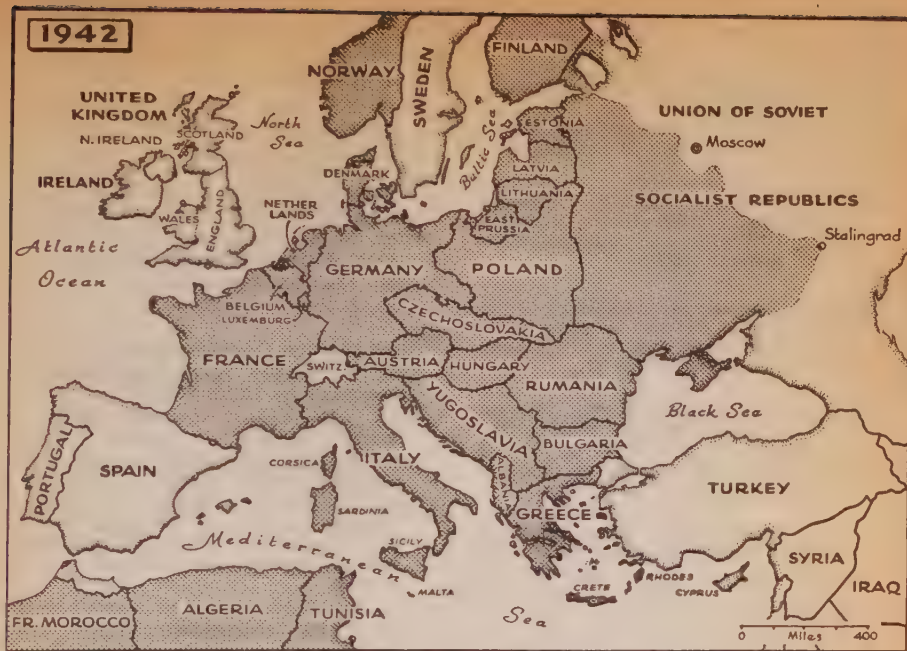 1942
NORWAY
SWEDEN
FINLAND
UNITED
KINGDOM
N. IRELAND
SCOTLAND
North
Sea
IRELAND
WALES
ENGLAND
DENMARK
Baltic Sea
ESTONIA
LATVIA
LITHUANIA
EAST
PRUSSIA
UNION OF SOVIET
Moscow
SOCIALIST REPUBLICS
Stalingrad
Atlantic
Ocean
NETHER
LANDS
BELGIUM
LUXEMBURG
GERMANY
POLAND
CZECHOSLOVAKIA
FRANCE
SWITZ.
AUSTRIA
HUNGARY
RUMANIA
YUGOSLAVIA
BULGARIA
Black Sea
PORTUGAL
SPAIN
CORSICA
SARDINIA
ITALY
SICILY
MALTA
GREECE
CRETE
RHODES
CYPRUS
TURKEY
SYRIA
IRAQ
Mediterranean
Sea
FR. MOROCCO
ALGERIA
TUNISIA
0 Miles 400